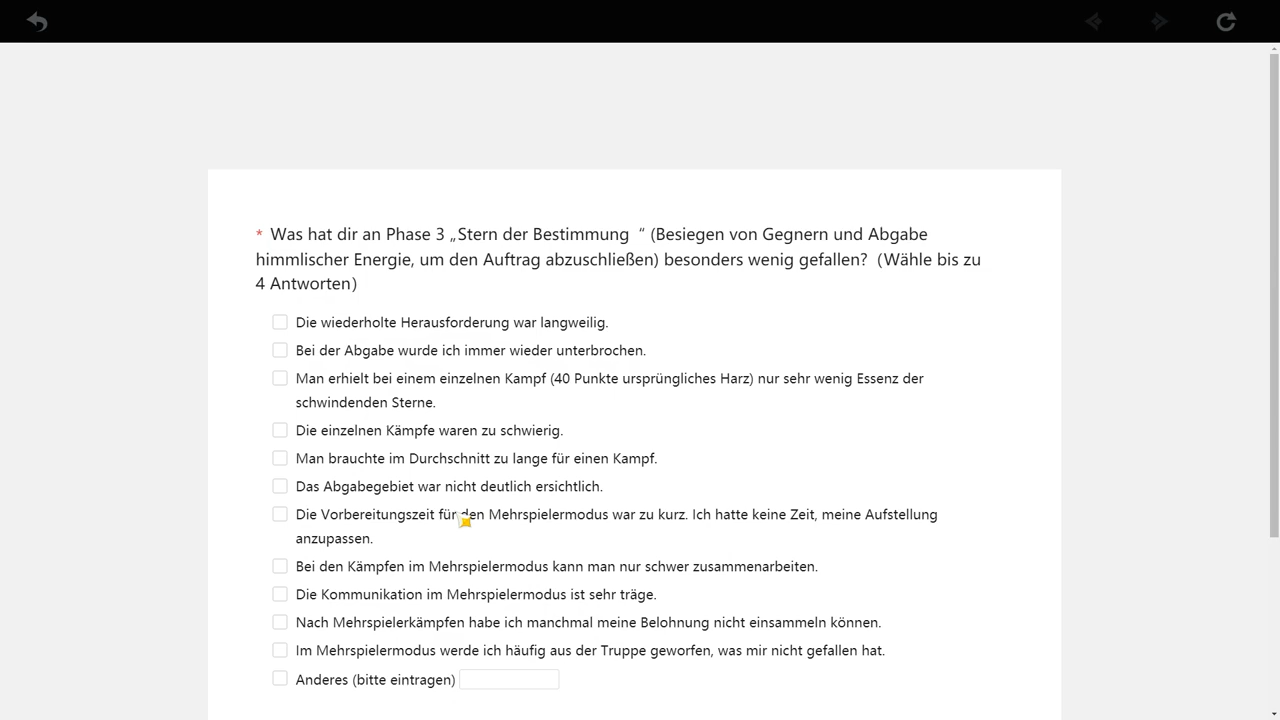 * Was hat dir an Phase 3 „Stern der Bestimmung “ (Besiegen von Gegnern und Abgabe
himmlischer Energie, um den Auftrag abzuschließen) besonders wenig gefallen? (Wähle bis zu
4 Antworten)
Die wiederholte Herausforderung war langweilig.
Bei der Abgabe wurde ich immer wieder unterbrochen.
Man erhielt bei einem einzelnen Kampf (40 Punkte ursprüngliches Harz) nur sehr wenig Essenz der
schwindenden Sterne.
Die einzelnen Kämpfe waren zu schwierig.
Man brauchte im Durchschnitt zu lange für einen Kampf.
Das Abgabegebiet war nicht deutlich ersichtlich.
Die Vorbereitungszeit für den Mehrspielermodus war zu kurz. Ich hatte keine Zeit, meine Aufstellung
anzupassen.
Bei den Kämpfen im Mehrspielermodus kann man nur schwer zusammenarbeiten.
Die Kommunikation im Mehrspielermodus ist sehr träge.
Nach Mehrspielerkämpfen habe ich manchmal meine Belohnung nicht einsammeln können.
Im Mehrspielermodus werde ich häufig aus der Truppe geworfen, was mir nicht gefallen hat.
Anderes (bitte eintragen)